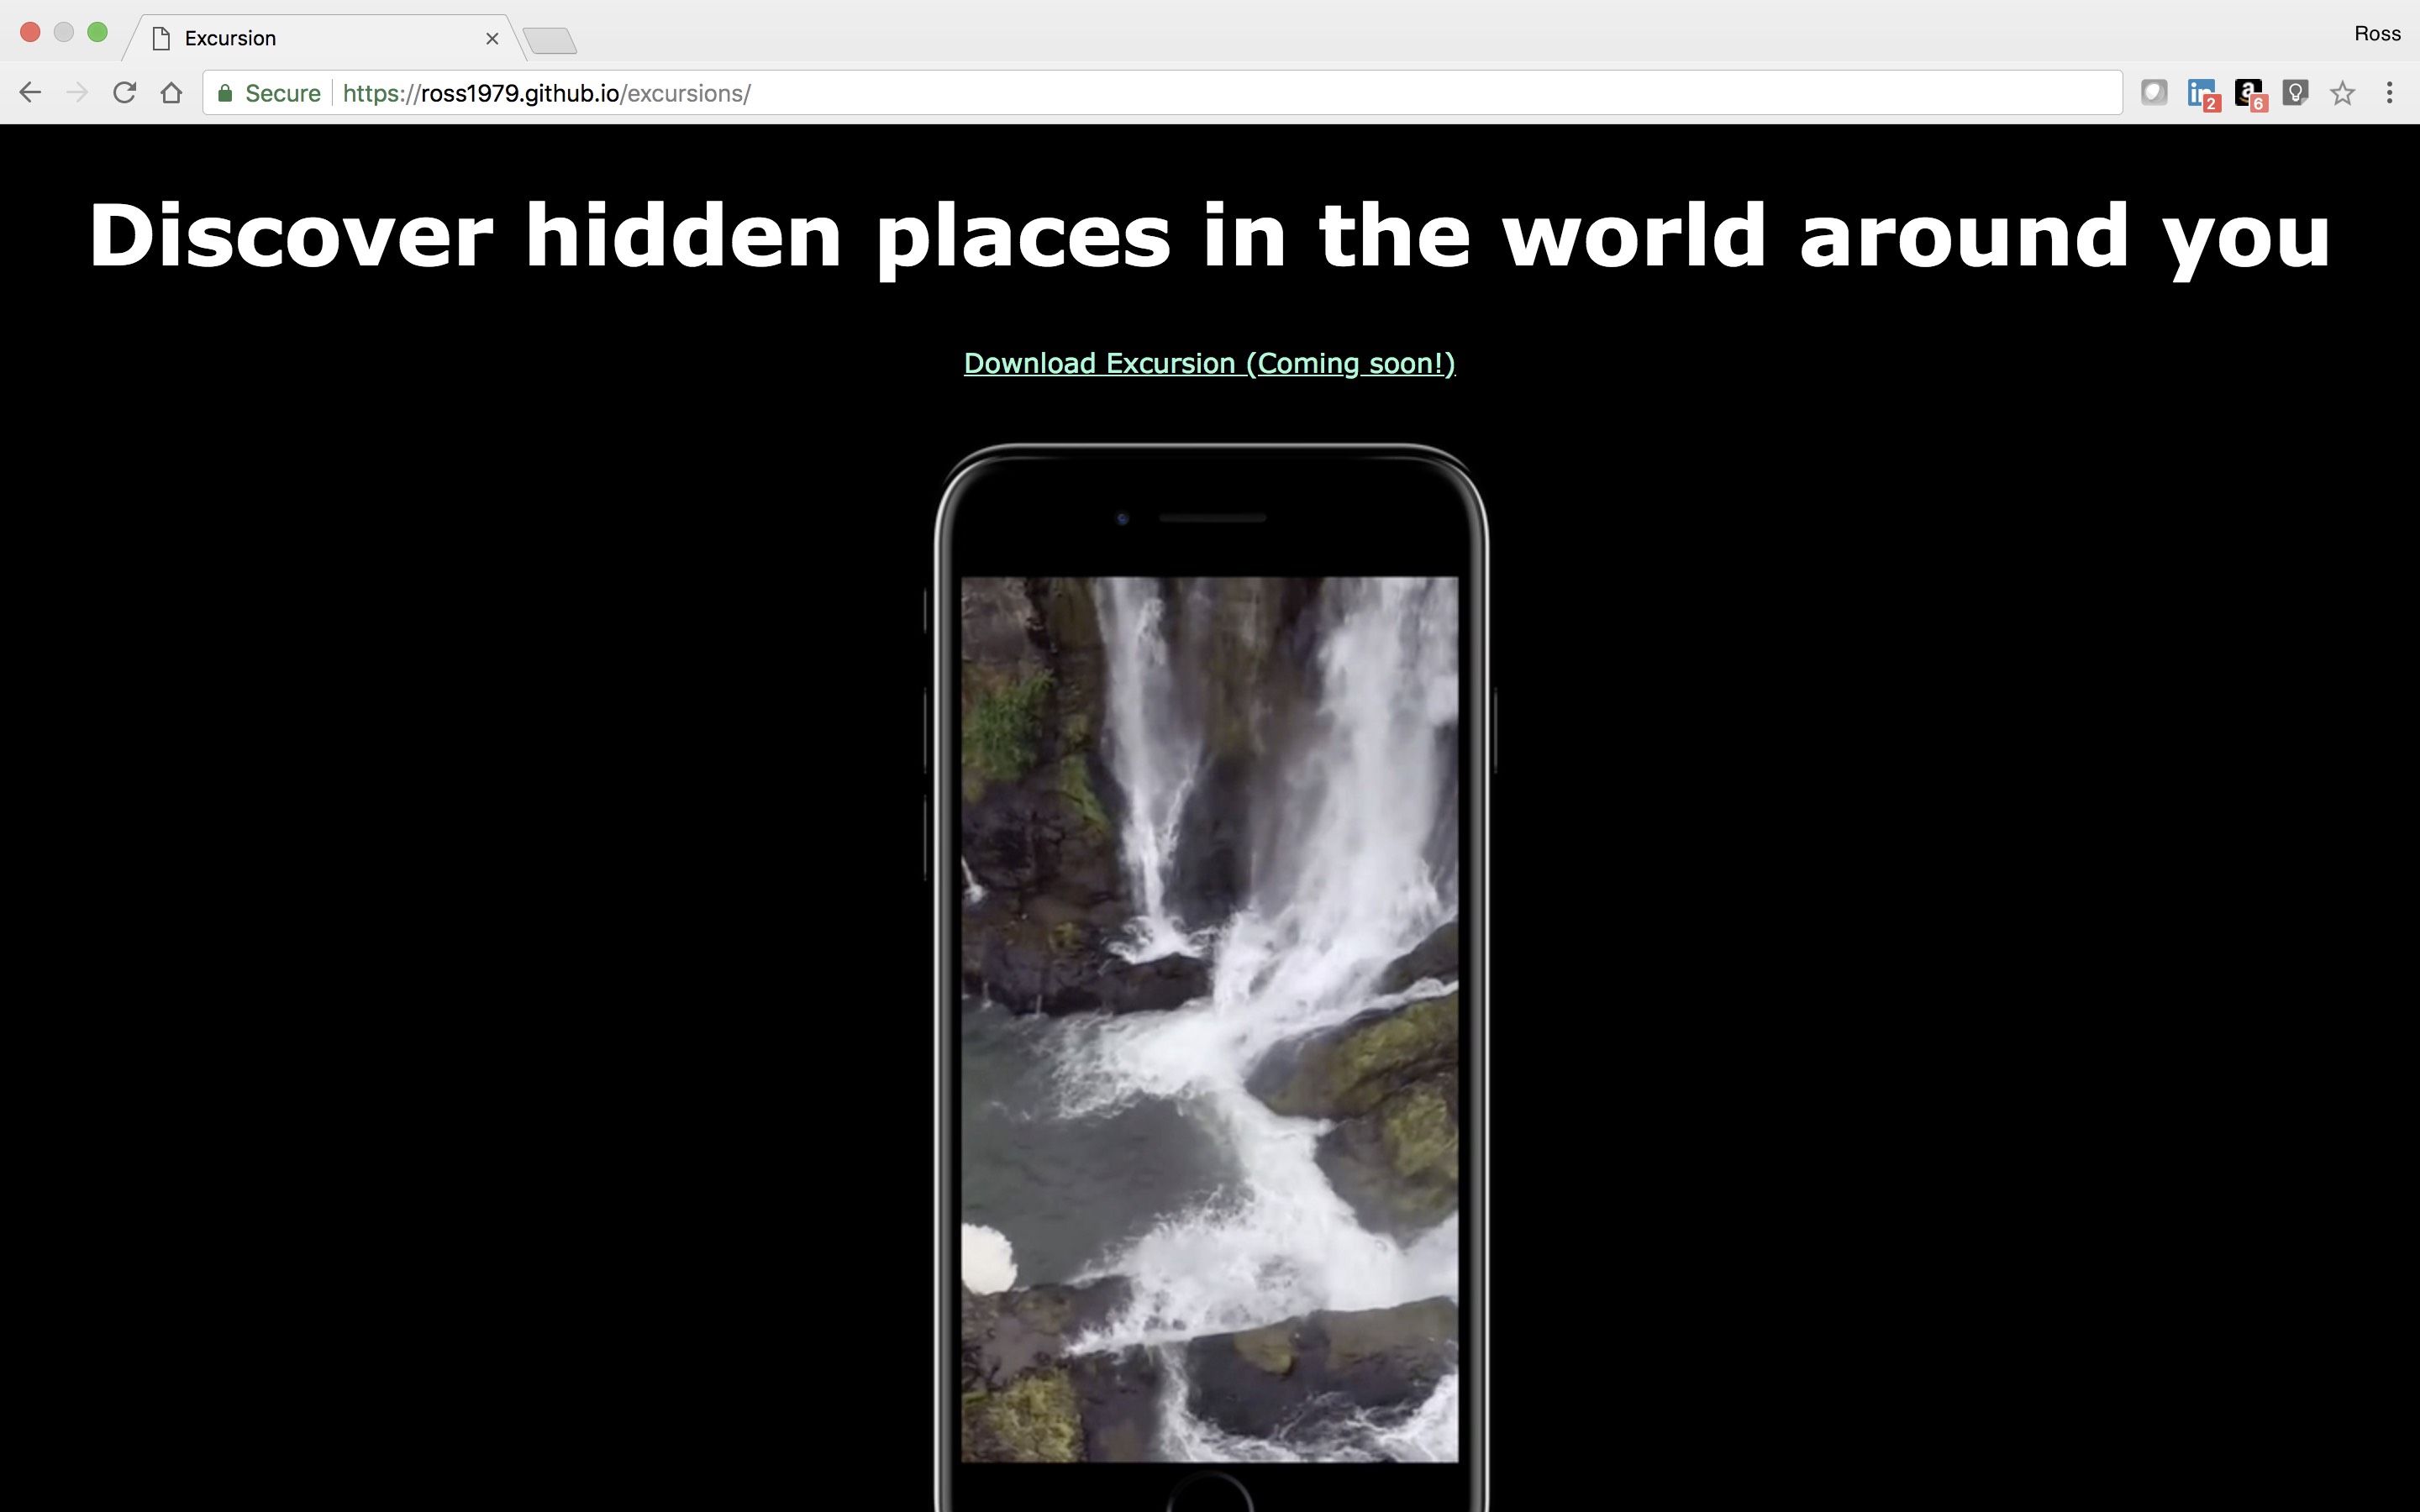 Excursion
Ross
Secure https://ross1979.github.io/excursions/
in 2
a 6
Discover hidden places in the world around you
Download Excursion (Coming soon!)